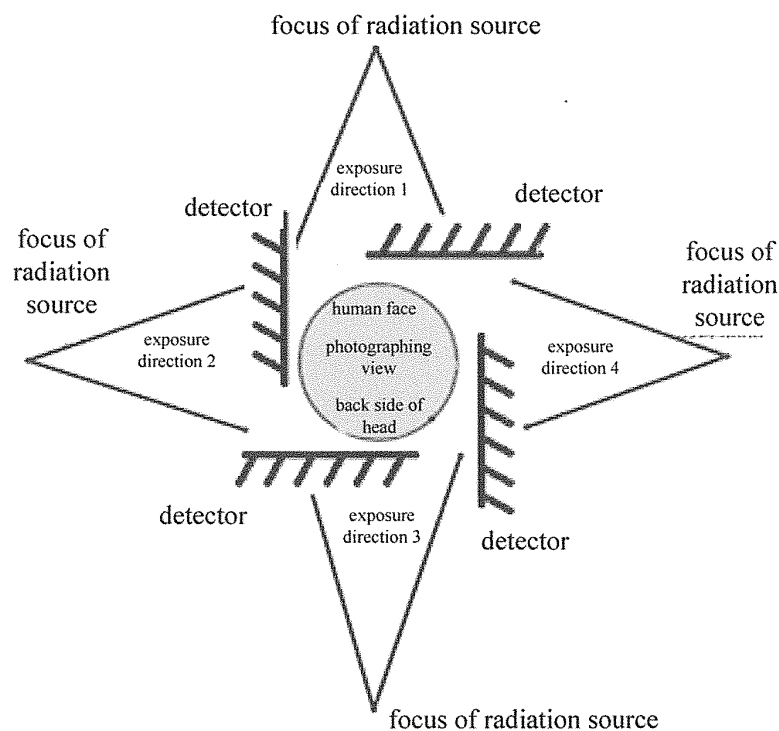 focus of radiation source
exposure
direction 1
detector
detector
focus of
radiation
source
focus of
radiation
source
human face
photographing
view
back side of
head
exposure
direction 2
exposure
direction 4
detector
exposure
direction 3
detector
focus of radiation source